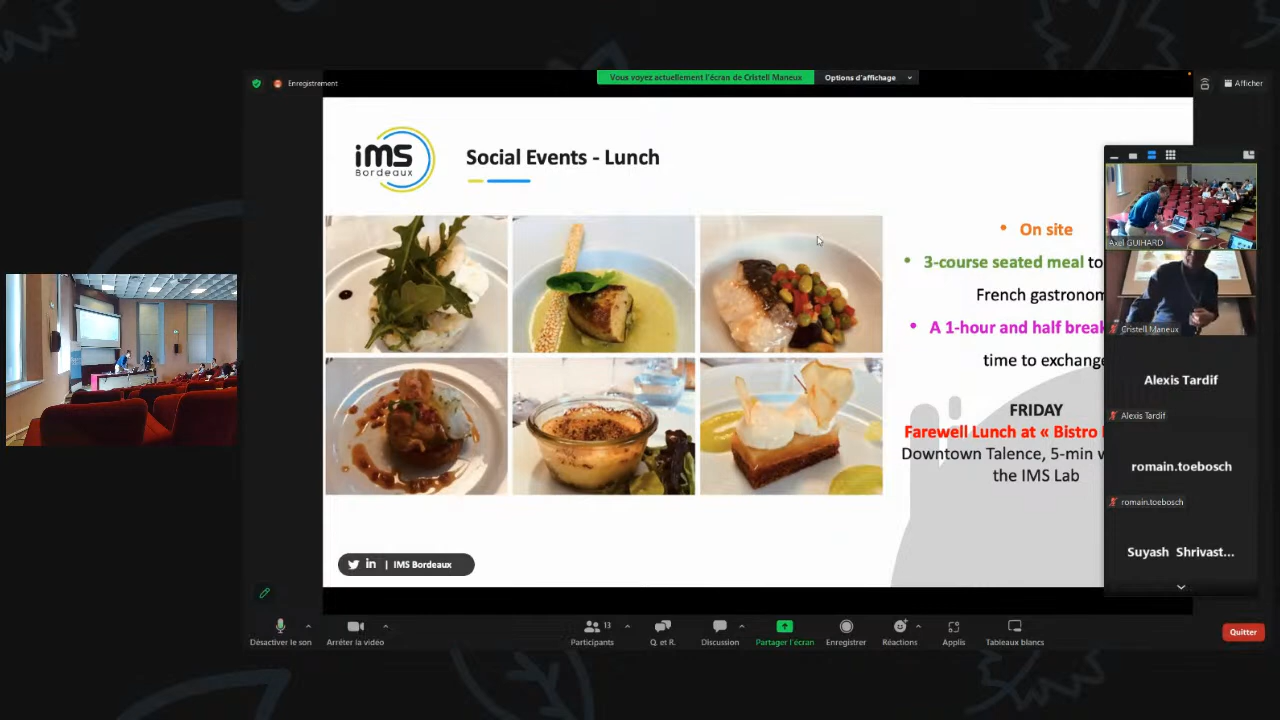 Enregistrement
Vous voyez actuellement l'écran de Cristell Maneux
Options d'affichage
Afficher
ims
Bordeaux
Social Events - Lunch
• On site
• 3-course seated meal to
French gastronom
• A 1-hour and half break
time to exchange
FRIDAY
Farewell Lunch at « Bistro
Downtown Talence, 5-min w
the IMS Lab
in | IMS Bordeaux
Axel GUIHARD
Cristell Maneux
Alexis Tardif
Alexis Tardif
romain.toebosch
romain.toebosch
Suyash Shrivast...
Désactiver le son
Arrêter la vidéo
Participants
13
Q. et R.
Discussion
Partager l'écran
Enregistrer
Réactions
Applis
Tableaux blancs
Quitter